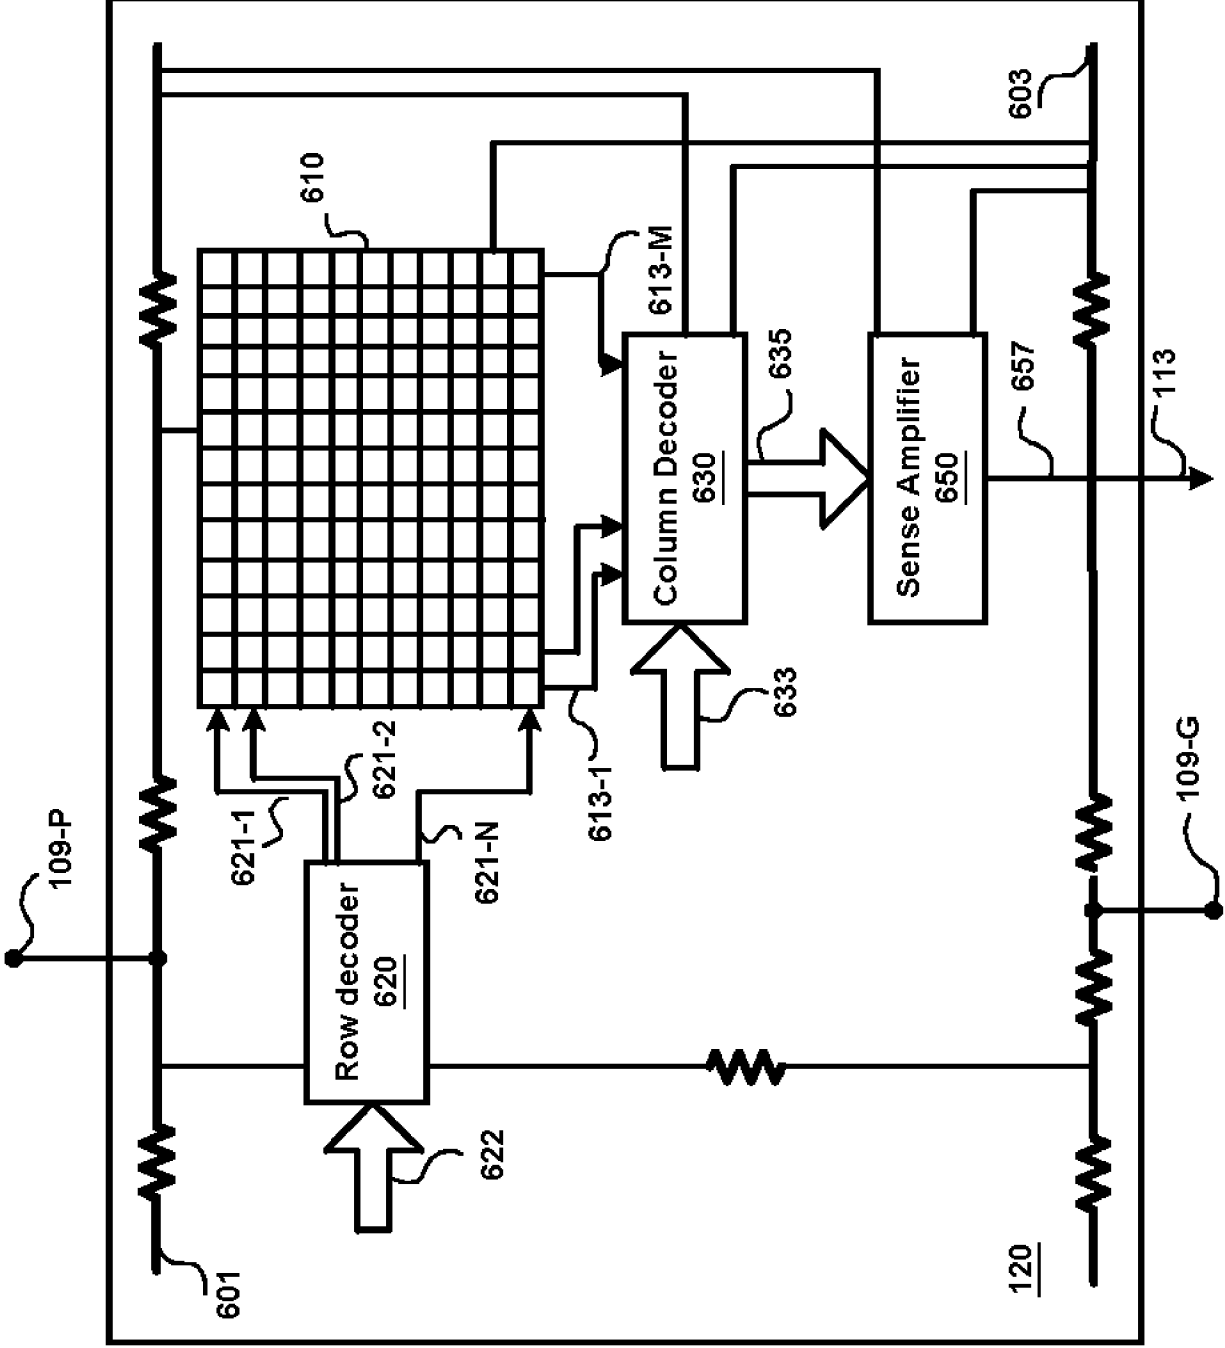 109-P
601
622
Row decoder
620
621-1
621-2
621-N
610
613-1
613-M
633
Column Decoder
630
635
Sense Amplifier
650
657
113
603
109-G
120